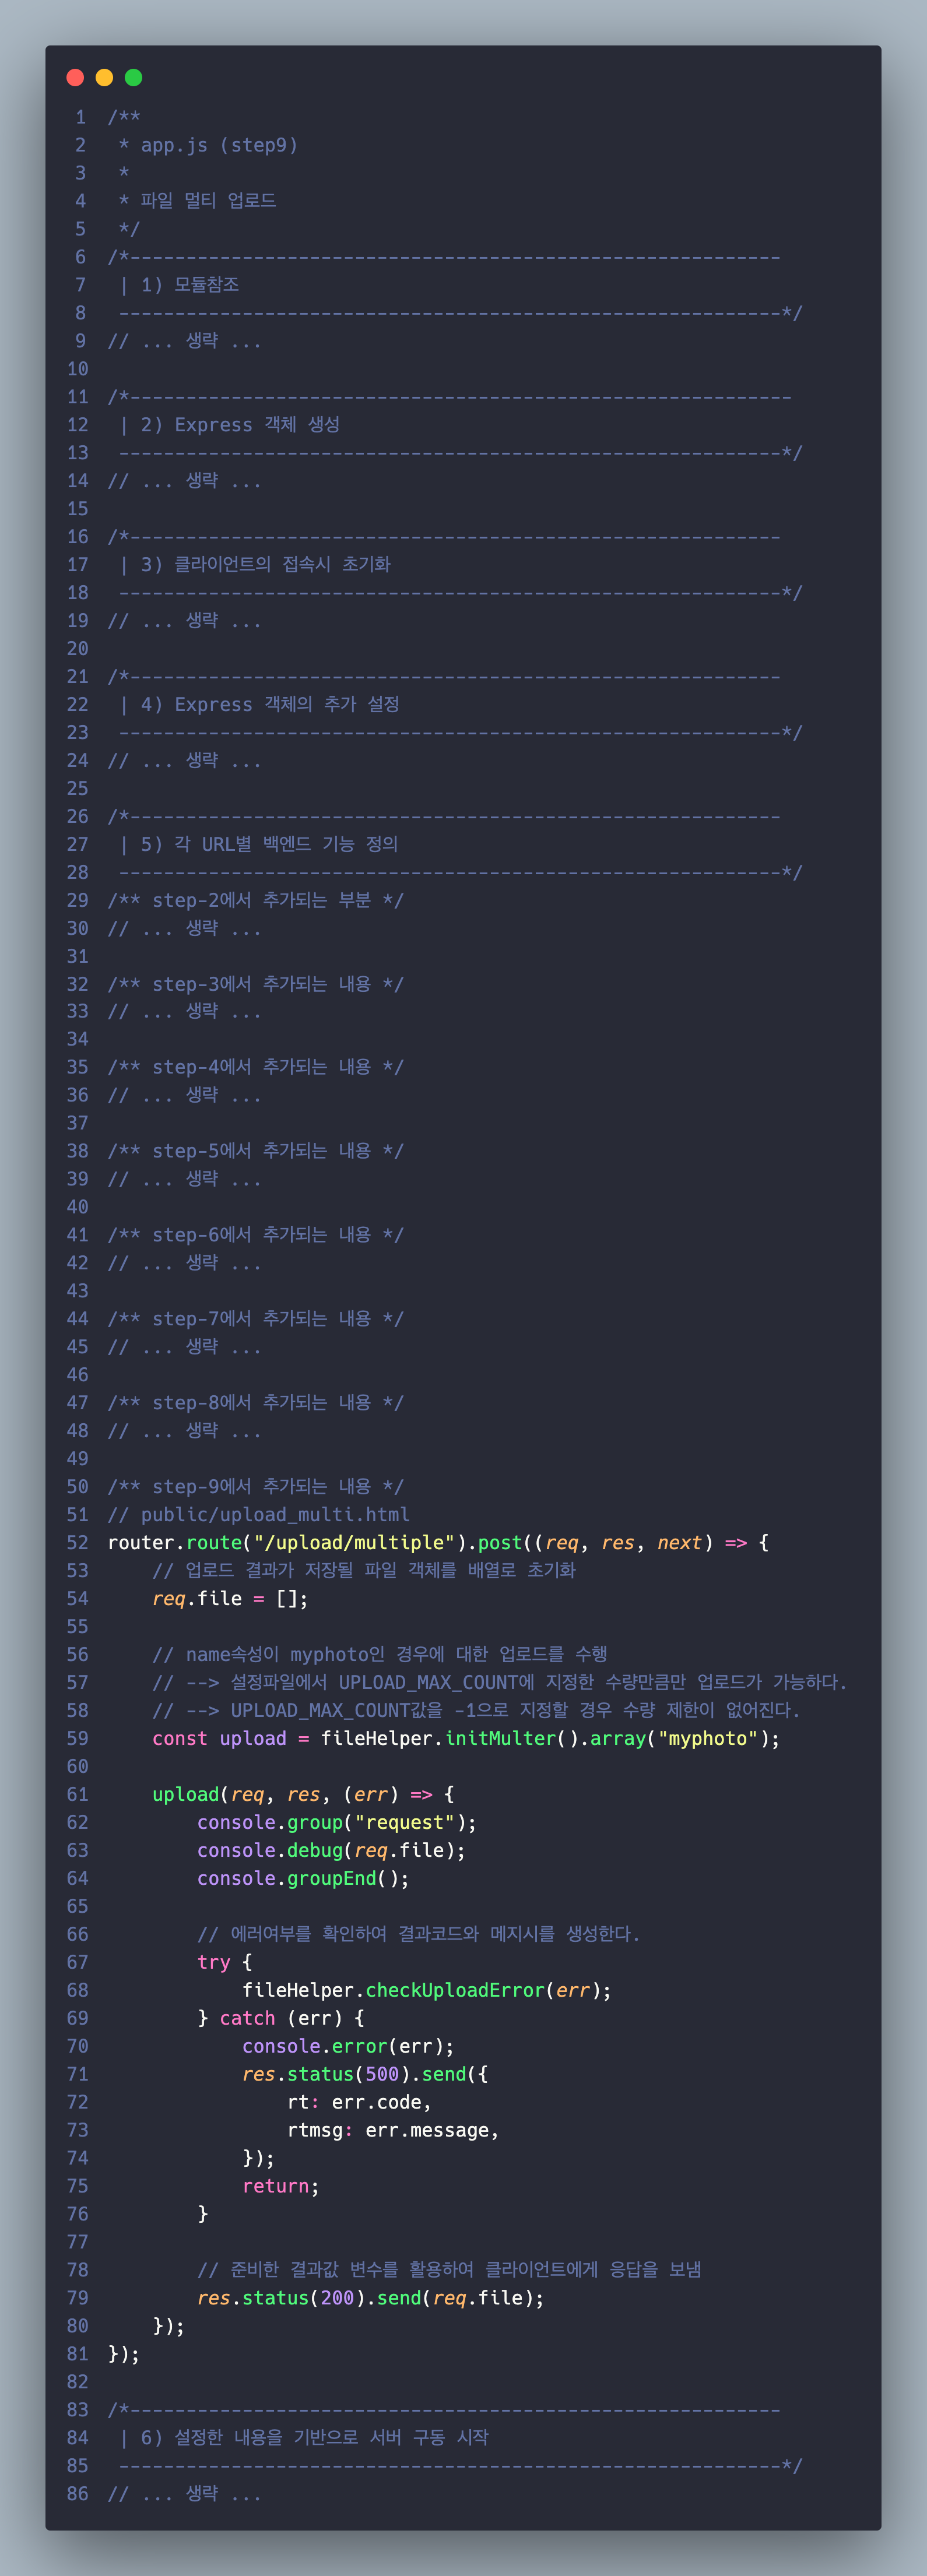 1 /**
2  * app.js (step9)
3  *
4  * 파일 멀티 업로드
5  */
6 /*----------------------------------------------------------
7  | 1) 모듈참조
8  -----------------------------------------------------------*/
9 // ... 생략 ...
10
11 /*-----------------------------------------------------------
12  | 2) Express 객체 생성
13  -----------------------------------------------------------*/
14 // ... 생략 ...
15
16 /*----------------------------------------------------------
17  | 3) 클라이언트의 접속시 초기화
18  -----------------------------------------------------------*/
19 // ... 생략 ...
20
21 /*----------------------------------------------------------
22  | 4) Express 객체의 추가 설정
23  -----------------------------------------------------------*/
24 // ... 생략 ...
25
26 /*----------------------------------------------------------
27  | 5) 각 URL별 백엔드 기능 정의
28  -----------------------------------------------------------*/
29 /** step-2에서 추가되는 부분 */
30 // ... 생략 ...
31
32 /** step-3에서 추가되는 내용 */
33 // ... 생략 ...
34
35 /** step-4에서 추가되는 내용 */
36 // ... 생략 ...
37
38 /** step-5에서 추가되는 내용 */
39 // ... 생략 ...
40
41 /** step-6에서 추가되는 내용 */
42 // ... 생략 ...
43
44 /** step-7에서 추가되는 내용 */
45 // ... 생략 ...
46
47 /** step-8에서 추가되는 내용 */
48 // ... 생략 ...
49
50 /** step-9에서 추가되는 내용 */
51 // public/upload_multi.html
52 router.route("/upload/multiple").post((req, res, next) => {
53     // 업로드 결과가 저장될 파일 객체를 배열로 초기화
54     req.file = [];
55
56     // name속성이 myphoto인 경우에 대한 업로드를 수행
57     // --> 설정파일에서 UPLOAD_MAX_COUNT에 지정한 수량만큼만 업로드가 가능하다.
58     // --> UPLOAD_MAX_COUNT값을 -1으로 지정할 경우 수량 제한이 없어진다.
59     const upload = fileHelper.initMulter().array("myphoto");
60
61     upload(req, res, (err) => {
62         console.group("request");
63         console.debug(req.file);
64         console.groupEnd();
65
66         // 에러여부를 확인하여 결과코드와 메지시를 생성한다.
67         try {
68             fileHelper.checkUploadError(err);
69         } catch (err) {
70             console.error(err);
71             res.status(500).send({
72                 rt: err.code,
73                 rtmsg: err.message,
74             });
75             return;
76         }
77
78         // 준비한 결과값 변수를 활용하여 클라이언트에게 응답을 보냄
79         res.status(200).send(req.file);
80     });
81 });
82
83 /*----------------------------------------------------------
84  | 6) 설정한 내용을 기반으로 서버 구동 시작
85  -----------------------------------------------------------*/
86 // ... 생략 ...